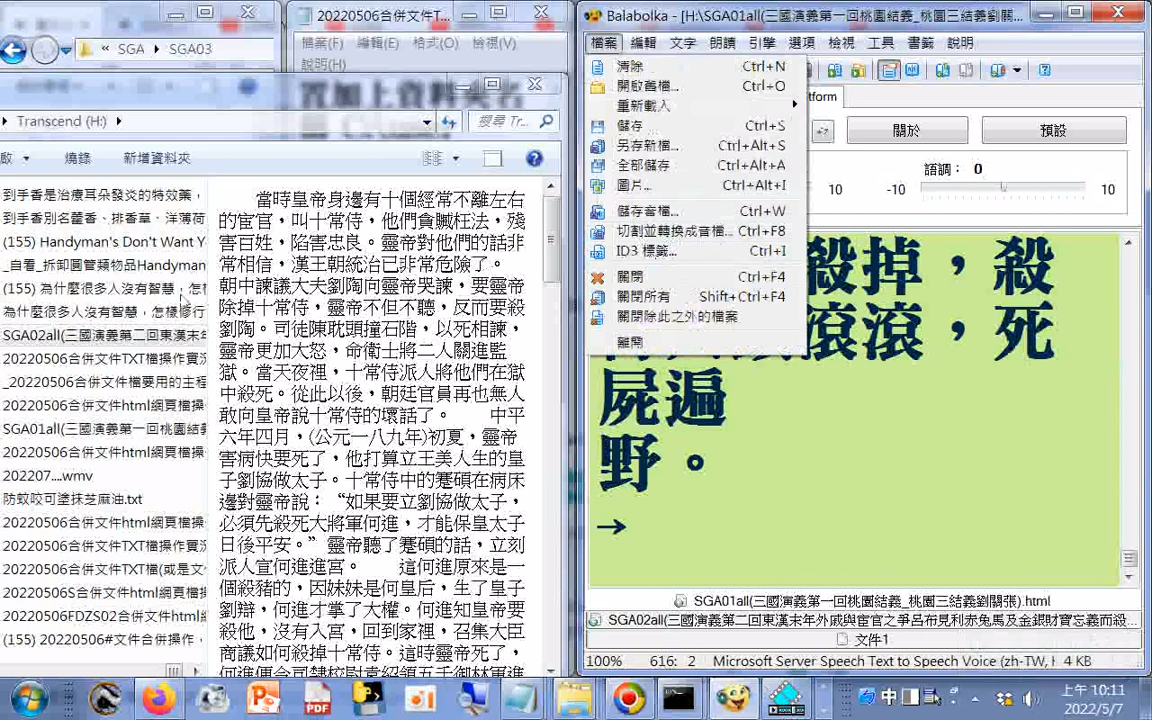 20220506合併文件T...
Balabolka - [H:\SGA01all(三國演義第一回桃園結義_桃園三結義劉關...
« SGA ▸ SGA03
檔案(F) 編輯(E) 格式(O) 檢視(V)
說明(H)
檔案 編輯 文字 朗讀 引擎 選項 檢視 工具 書籤 說明
置加上資料夾名
Transcend (H:) ▸
搜尋 Tr...
啟 燒錄 新增資料夾
清除 Ctrl+N
開啟舊檔... Ctrl+O
重新載入
儲存 Ctrl+S
另存新檔... Ctrl+Alt+S
全部儲存 Ctrl+Alt+A
圖片... Ctrl+Alt+I
儲存音檔... Ctrl+W
切割並轉換成音檔... Ctrl+F8
ID3 標籤... Ctrl+I
關閉 Ctrl+F4
關閉所有 Shift+Ctrl+F4
關閉除此之外的檔案
離開
tform
關於 預設
語調： 0
10 -10 10
到手香是治療耳朵發炎的特效藥，
到手香別名藿香、排香草、洋薄荷
(155) Handyman's Don't Want Y
_自看_拆卸圓管類物品Handyman
(155) 為什麼很多人沒有智慧，怎樣
為什麼很多人沒有智慧，怎樣修行
SGA02all(三國演義第二回東漢末年
20220506合併文件TXT檔操作實況
_20220506合併文件檔要用的主程
20220506合併文件html網頁檔操
SGA01all(三國演義第一回桃園結義
20220506合併文件html網頁檔操
202207....wmv
防蚊咬可塗抹芝麻油.txt
20220506合併文件html網頁檔操
20220506合併文件TXT檔操作實況
20220506合併文件TXT檔(或是文
20220506合併文件html網頁檔操
20220506FDZS02合併文件html
(155) 20220506#文件合併操作，
當時皇帝身邊有十個經常不離左右
的宦官，叫十常侍，他們貪贓枉法，殘
害百姓，陷害忠良。靈帝對他們的話非
常相信，漢王朝統治已非常危險了。
朝中諫議大夫劉陶向靈帝哭諫，要靈帝
除掉十常侍，靈帝不但不聽，反而要殺
劉陶。司徒陳耽頭撞石階，以死相諫，
靈帝更加大怒，命衛士將二人關進監
獄。當天夜裡，十常侍派人將他們在獄
中殺死。從此以後，朝廷官員再也無人
敢向皇帝說十常侍的壞話了。 中平
六年四月，(公元一八九年)初夏，靈帝
害病快要死了，他打算立王美人生的皇
子劉協做太子。十常侍中的蹇碩在病床
邊對靈帝說：“如果要立劉協做太子，
必須先殺死大將軍何進，才能保皇太子
日後平安。”靈帝聽了蹇碩的話，立刻
派人宣何進進宮。 這何進原來是一
個殺豬的，因妹妹是何皇后，生了皇子
劉辯，何進才掌了大權。何進知皇帝要
殺他，沒有入宮，回到家裡，召集大臣
商議如何殺掉十常侍。這時靈帝死了，
殺掉，殺
滾滾，死
屍遍
野。
→
SGA01all(三國演義第一回桃園結義_桃園三結義劉關張).html
SGA02all(三國演義第二回東漢末年外戚與宦官之爭呂布見利赤兔馬及金銀財寶忘義而殺...
文件1
100% 616: 2 Microsoft Server Speech Text to Speech Voice (zh-TW, H 4 KB
中
上午 10:11
2022/5/7